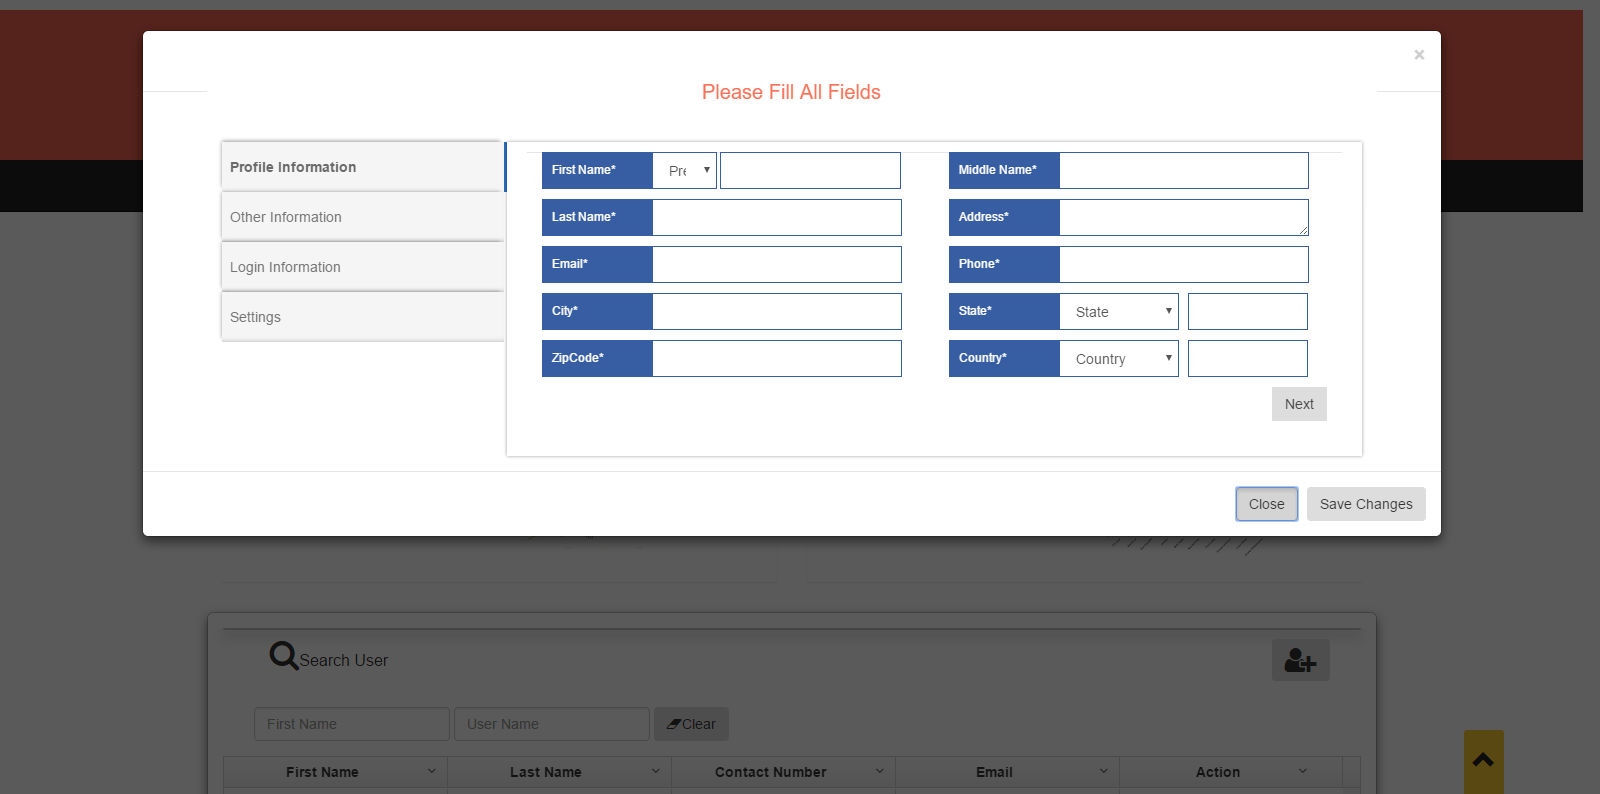 ×
Please Fill All Fields
Profile Information
Other Information
Login Information
Settings
First Name* Pre
Middle Name*
Last Name*
Address*
Email*
Phone*
City*
State* State
ZipCode*
Country* Country
Next
Close Save Changes
Search User
First Name User Name Clear
First Name Last Name Contact Number Email Action